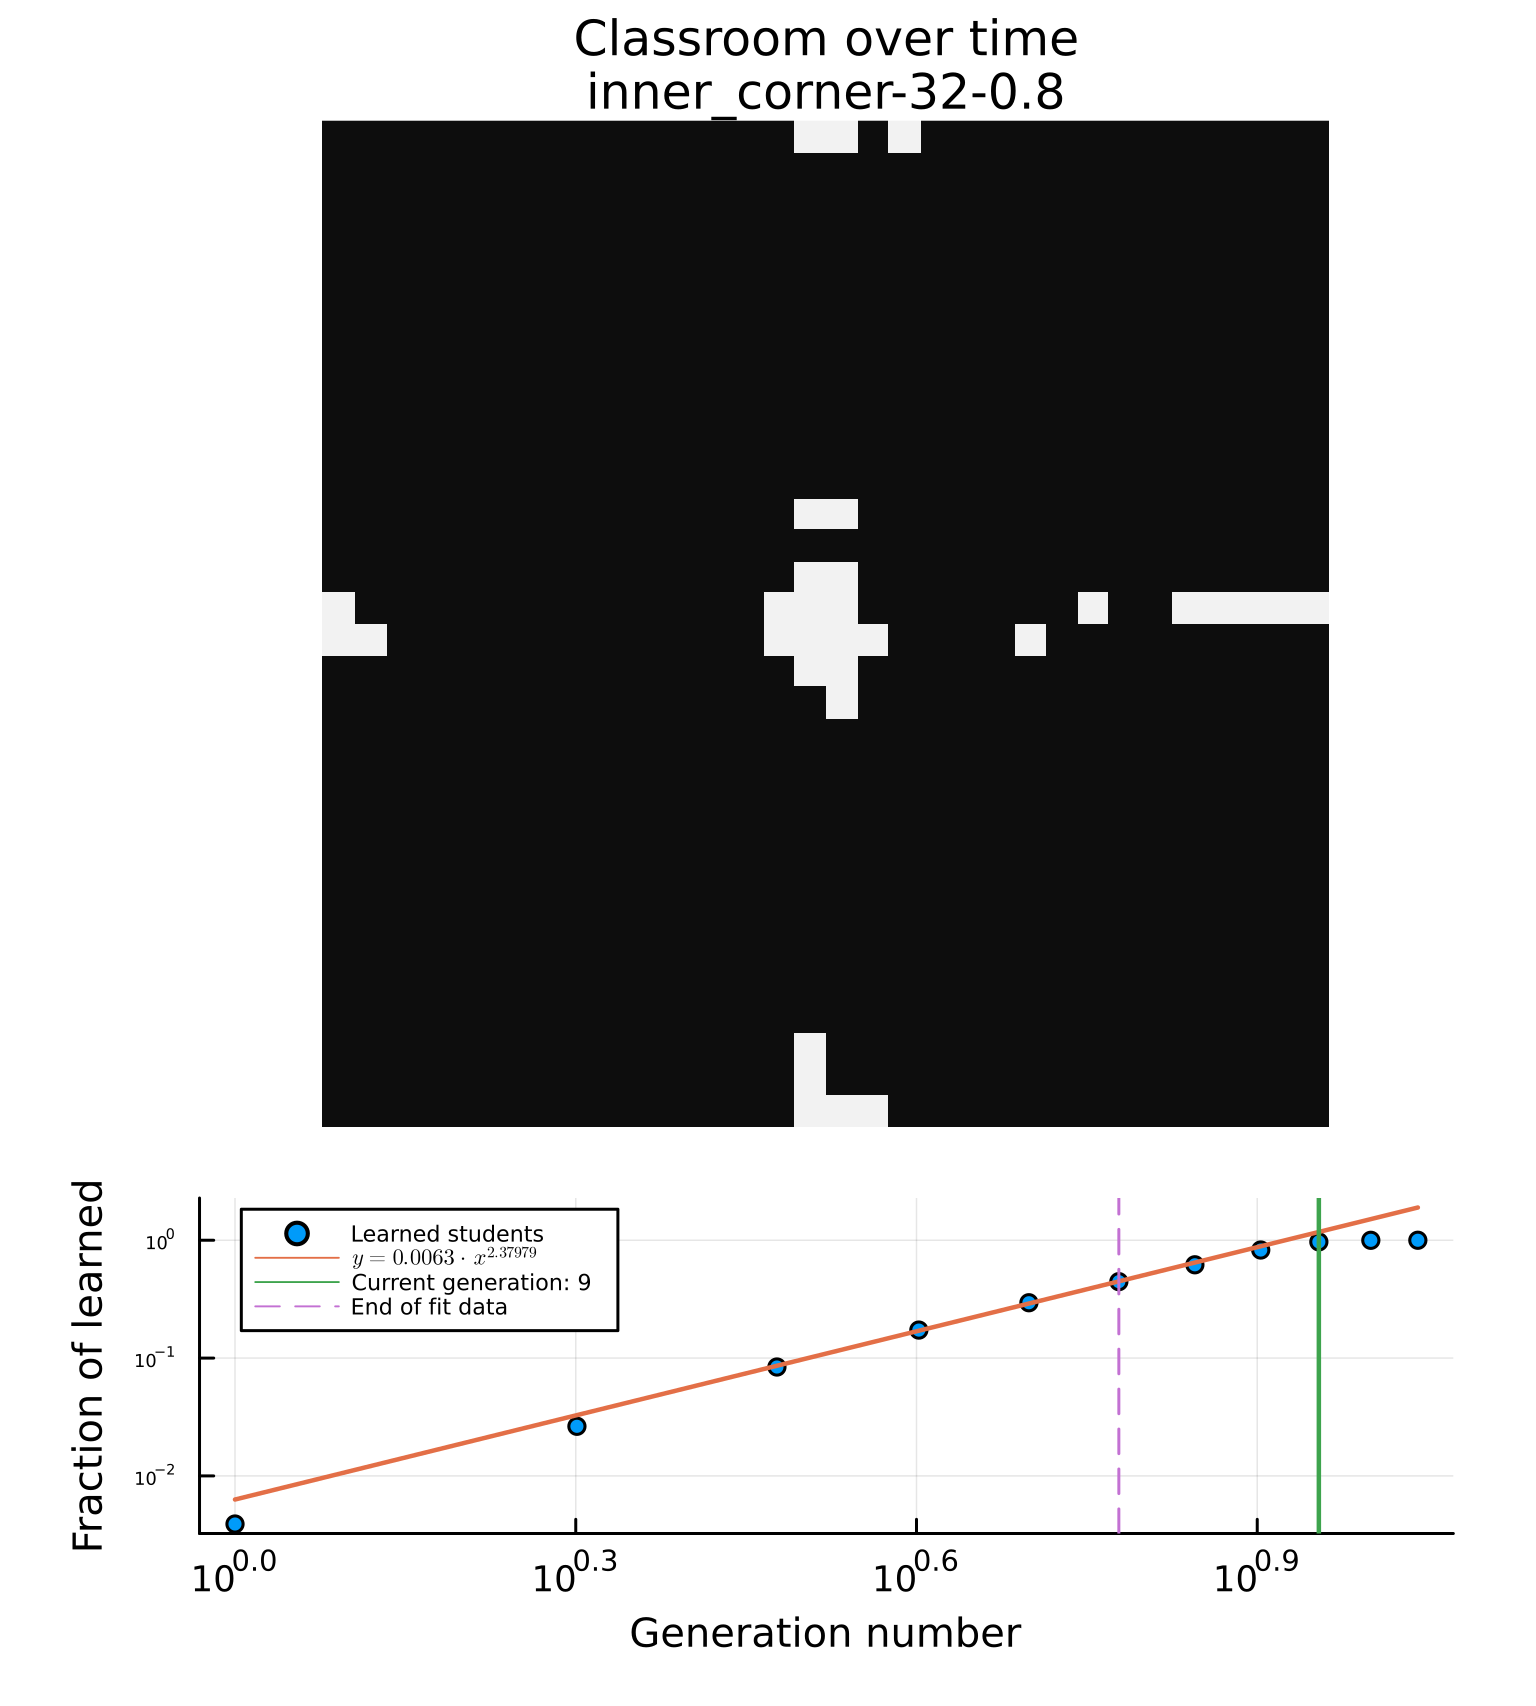 Classroom over time
inner_corner-32-0.8
Fraction of learned
10^0
10^-1
10^-2
Learned students
y = 0.0063 · x^2.37979
Current generation: 9
End of fit data
10^0.0 10^0.3 10^0.6 10^0.9
Generation number